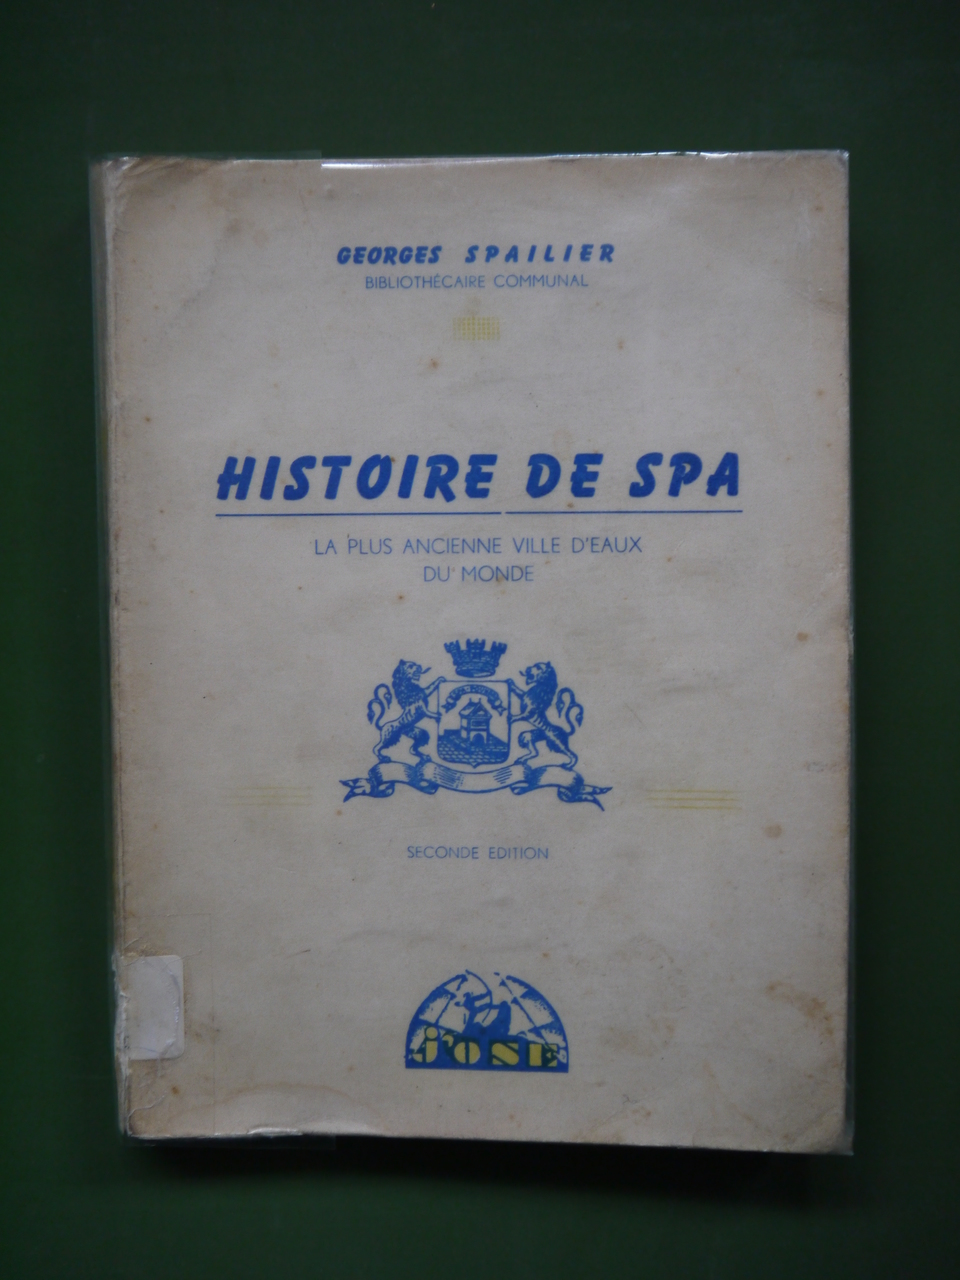 GEORGES SPAILIER
BIBLIOTHÉCAIRE COMMUNAL
HISTOIRE DE SPA
LA PLUS ANCIENNE VILLE D'EAUX
DU MONDE
SECONDE EDITION
j'OSE